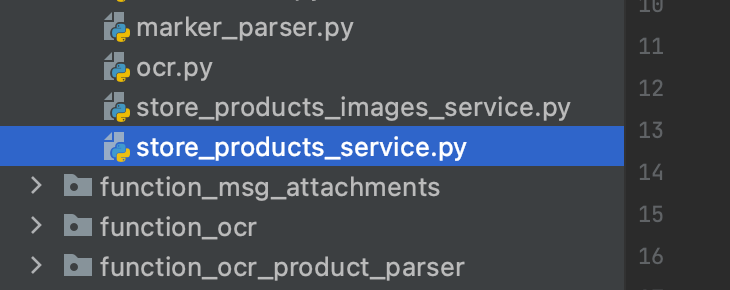 marker_parser.py
ocr.py
store_products_images_service.py
store_products_service.py
function_msg_attachments
function_ocr
function_ocr_product_parser
10
11
12
13
14
15
16